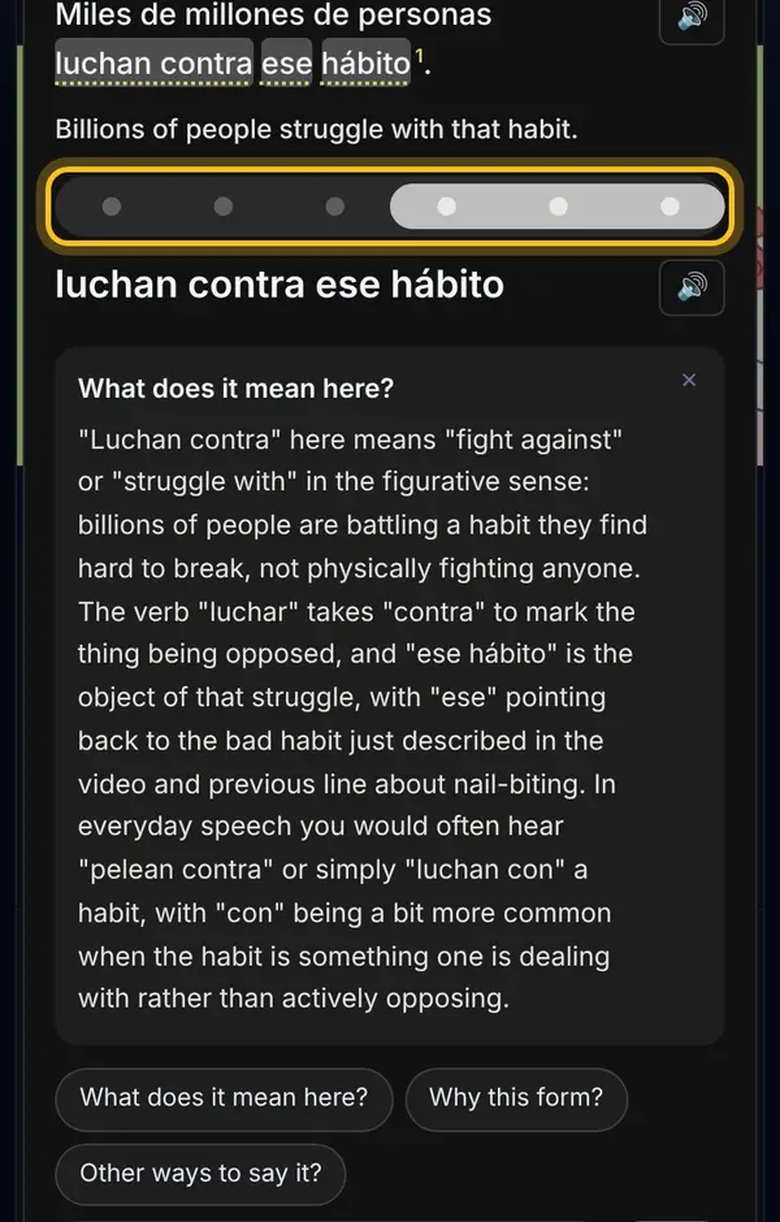 Miles de millones de personas
luchan contra ese hábito¹.
Billions of people struggle with that habit.
luchan contra ese hábito
What does it mean here?
"Luchan contra" here means "fight against"
or "struggle with" in the figurative sense:
billions of people are battling a habit they find
hard to break, not physically fighting anyone.
The verb "luchar" takes "contra" to mark the
thing being opposed, and "ese hábito" is the
object of that struggle, with "ese" pointing
back to the bad habit just described in the
video and previous line about nail-biting. In
everyday speech you would often hear
"pelean contra" or simply "luchan con" a
habit, with "con" being a bit more common
when the habit is something one is dealing
with rather than actively opposing.
What does it mean here?
Why this form?
Other ways to say it?